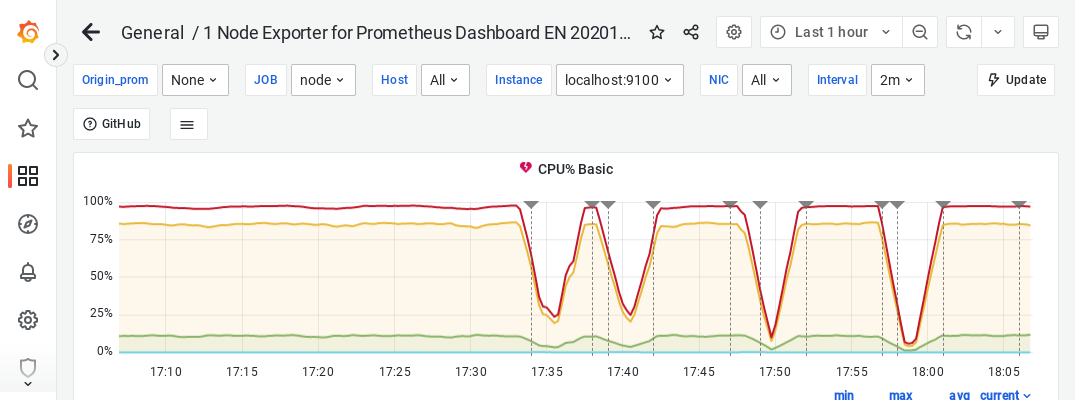 General / 1 Node Exporter for Prometheus Dashboard EN 20201... Last 1 hour
Origin_prom None JOB node Host All Instance localhost:9100 NIC All Interval 2m Update
GitHub
CPU% Basic
100%
75%
50%
25%
0%
17:10 17:15 17:20 17:25 17:30 17:35 17:40 17:45 17:50 17:55 18:00 18:05
min max avg current